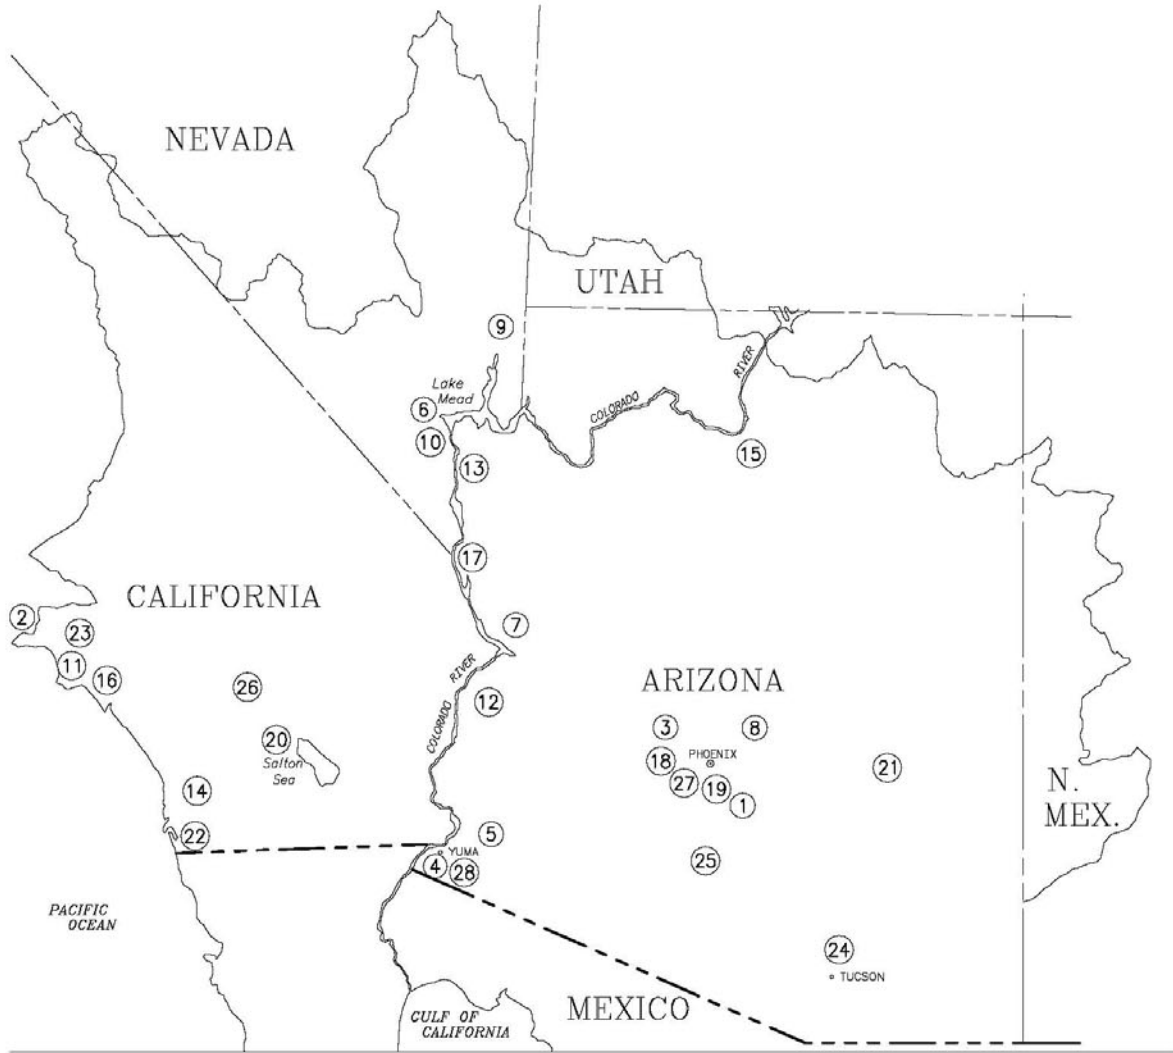 NEVADA
UTAH
9
Lake
Mead
6
10
13
COLORADO
RIVER
15
17
CALIFORNIA
2
23
7
11
16
26
RIVER
COLORADO
12
ARIZONA
3
8
20
Salton
Sea
PHOENIX
18
27
19
1
21
14
N.
MEX.
22
5
YUMA
4
28
25
PACIFIC
OCEAN
24
TUCSON
MEXICO
GULF OF
CALIFORNIA